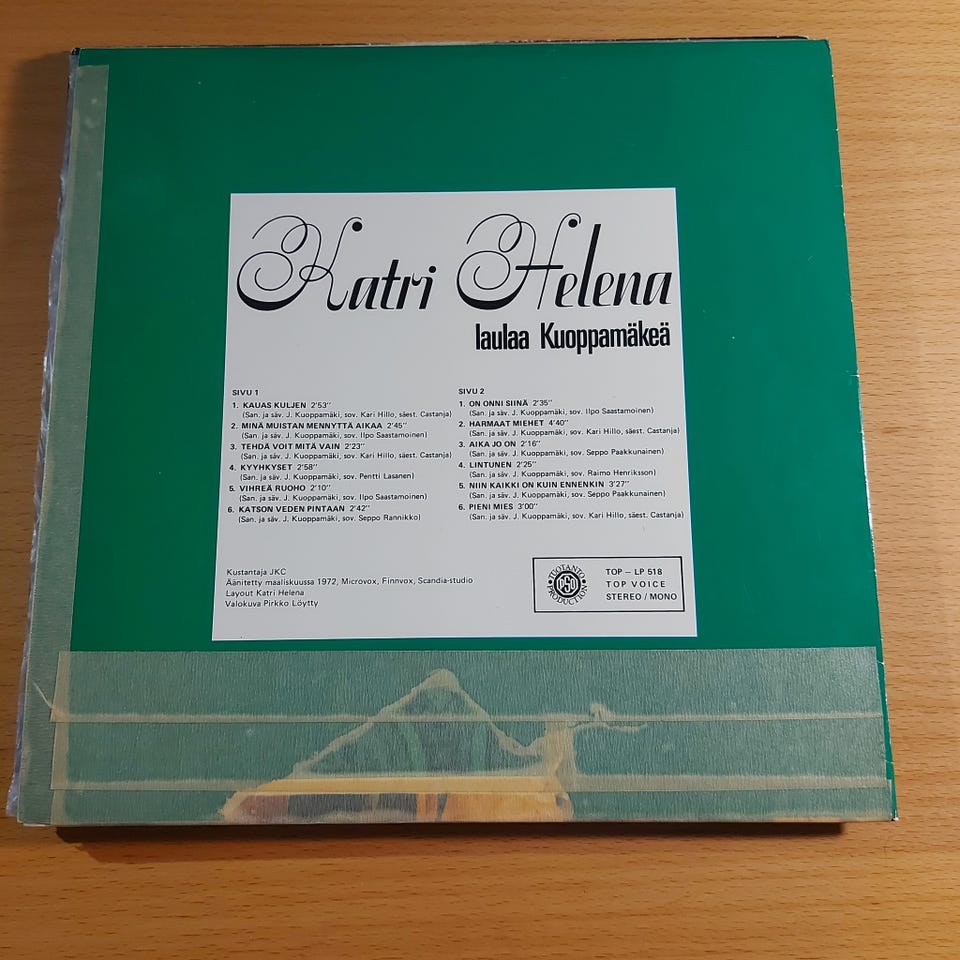 Katri Helena
laulaa Kuoppamäkeä
SIVU 1
1. KAUAS KULJEN 2'53''
(San. ja säv. J. Kuoppamäki, sov. Kari Hillo, säest. Castanja)
2. MINÄ MUISTAN MENNYTTÄ AIKAA 2'45''
(San. ja säv. J. Kuoppamäki, sov. Ilpo Saastamoinen)
3. TEHDÄ VOIT MITÄ VAIN 2'23''
(San. ja säv. J. Kuoppamäki, sov. Kari Hillo, säest. Castanja)
4. KYYHKYSET 2'58''
(San. ja säv. J. Kuoppamäki, sov. Pentti Lasanen)
5. VIHREÄ RUOHO 2'10''
(San. ja säv. J. Kuoppamäki, sov. Ilpo Saastamoinen)
6. KATSON VEDEN PINTAAN 2'42''
(San. ja säv. J. Kuoppamäki, sov. Seppo Rannikko)
SIVU 2
1. ON ONNI SIINÄ 2'35''
(San. ja säv. J. Kuoppamäki, sov. Ilpo Saastamoinen)
2. HARMAAT MIEHET 4'40''
(San. ja säv. J. Kuoppamäki, sov. Kari Hillo, säest. Castanja)
3. AIKA JO ON 2'16''
(San. ja säv. J. Kuoppamäki, sov. Seppo Paakkunainen)
4. LINTUNEN 2'25''
(San. ja säv. J. Kuoppamäki, sov. Raimo Henriksson)
5. NIIN KAIKKI ON KUIN ENNENKIN 3'27''
(San. ja säv. J. Kuoppamäki, sov. Seppo Paakkunainen)
6. PIENI MIES 3'00''
(San. ja säv. J. Kuoppamäki, sov. Kari Hillo, säest. Castanja)
Kustantaja JKC
Äänitetty maaliskuussa 1972, Microvox, Finnvox, Scandia-studio
Layout Katri Helena
Valokuva Pirkko Löytty
TUOTANTO
PSO
PRODUCTION
TOP – LP 518
TOP VOICE
STEREO / MONO